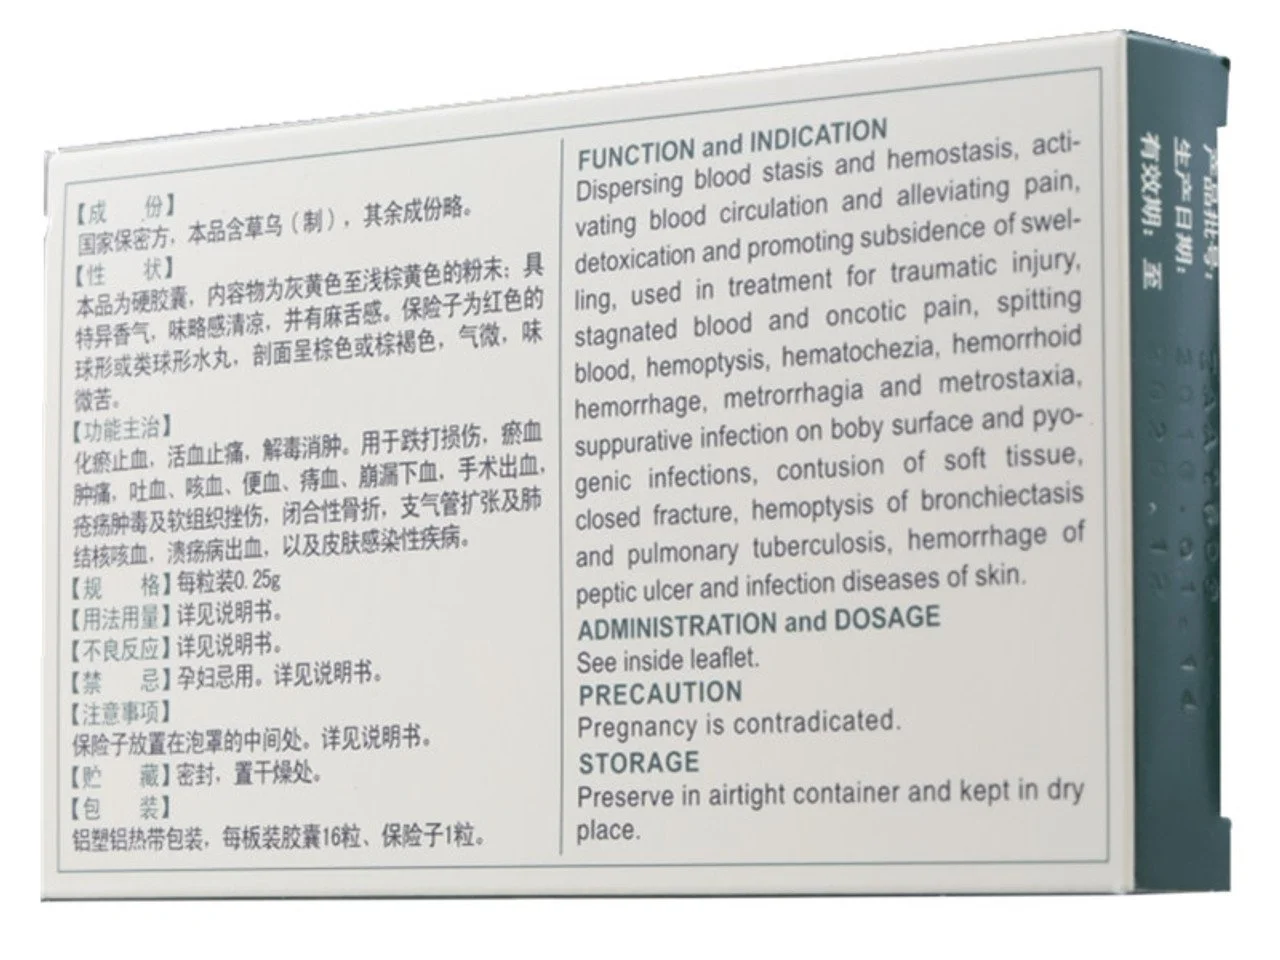 【成　份】
国家保密方，本品含草乌（制），其余成份略。
【性　状】
本品为硬胶囊，内容物为灰黄色至浅棕黄色的粉末；具
特异香气，味略感清凉，并有麻舌感。保险子为红色的
球形或类球形水丸，剖面呈棕色或棕褐色，气微，味
微苦。
【功能主治】
化瘀止血，活血止痛，解毒消肿。用于跌打损伤，瘀血
肿痛，吐血、咳血、便血、痔血、崩漏下血，手术出血，
疮疡肿毒及软组织挫伤，闭合性骨折，支气管扩张及肺
结核咳血，溃疡病出血，以及皮肤感染性疾病。
【规　格】每粒装0.25g
【用法用量】详见说明书。
【不良反应】详见说明书。
【禁　忌】孕妇忌用。详见说明书。
【注意事项】
保险子放置在泡罩的中间处。详见说明书。
【贮　藏】密封，置干燥处。
【包　装】
铝塑铝热带包装，每板装胶囊16粒、保险子1粒。
FUNCTION and INDICATION
Dispersing blood stasis and hemostasis, acti-
vating blood circulation and alleviating pain,
detoxication and promoting subsidence of swel-
ling, used in treatment for traumatic injury,
stagnated blood and oncotic pain, spitting
blood, hemoptysis, hematochezia, hemorrhoid
hemorrhage, metrorrhagia and metrostaxia,
suppurative infection on boby surface and pyo-
genic infections, contusion of soft tissue,
closed fracture, hemoptysis of bronchiectasis
and pulmonary tuberculosis, hemorrhage of
peptic ulcer and infection diseases of skin.
ADMINISTRATION and DOSAGE
See inside leaflet.
PRECAUTION
Pregnancy is contradicated.
STORAGE
Preserve in airtight container and kept in dry
place.
产品批号：
生产日期：
有效期：至